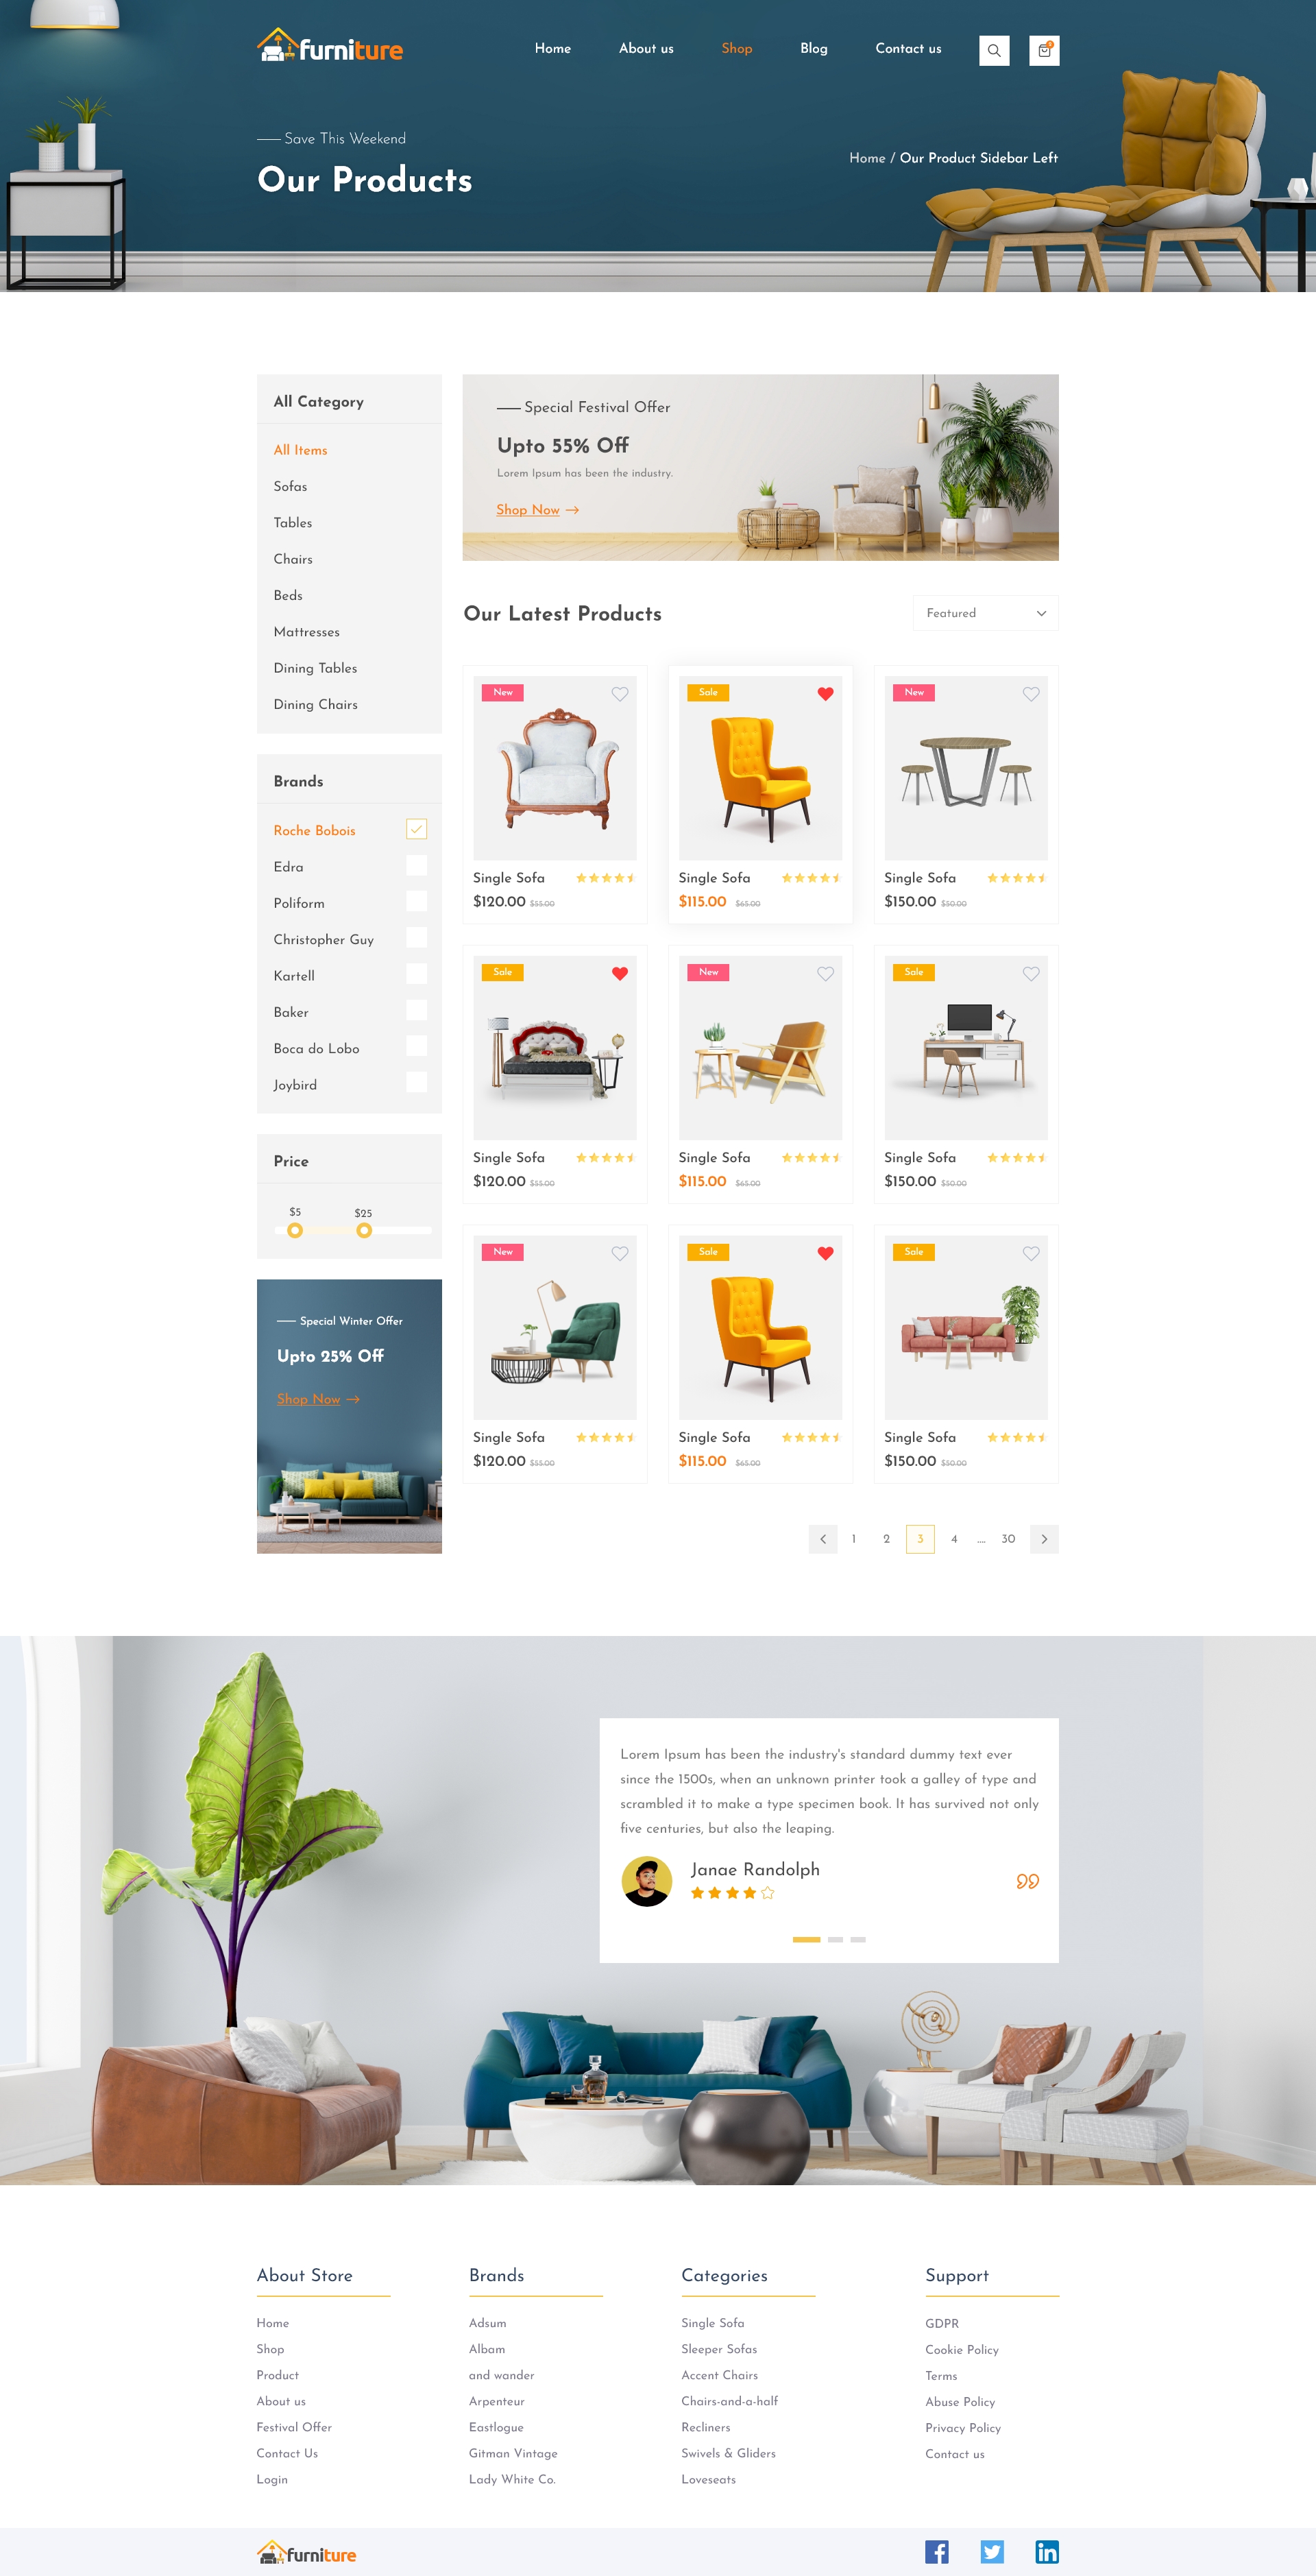 furniture
Home
About us
Shop
Blog
Contact us
Save This Weekend
Our Products
Home / Our Product Sidebar Left
All Category
All Items
Sofas
Tables
Chairs
Beds
Mattresses
Dining Tables
Dining Chairs
Brands
Roche Bobois
Edra
Poliform
Christopher Guy
Kartell
Baker
Boca do Lobo
Joybird
Price
$5
$25
Special Winter Offer
Upto 25% Off
Shop Now
Special Festival Offer
Upto 55% Off
Lorem Ipsum has been the industry.
Shop Now
Our Latest Products
Featured
New
Single Sofa
$120.00 $55.00
Sale
Single Sofa
$115.00 $65.00
New
Single Sofa
$150.00 $50.00
Sale
Single Sofa
$120.00 $55.00
New
Single Sofa
$115.00 $65.00
Sale
Single Sofa
$150.00 $50.00
New
Single Sofa
$120.00 $55.00
Sale
Single Sofa
$115.00 $65.00
Sale
Single Sofa
$150.00 $50.00
1 2 3 4 .... 30
Lorem Ipsum has been the industry's standard dummy text ever
since the 1500s, when an unknown printer took a galley of type and
scrambled it to make a type specimen book. It has survived not only
five centuries, but also the leaping.
Janae Randolph
About Store
Home
Shop
Product
About us
Festival Offer
Contact Us
Login
Brands
Adsum
Albam
and wander
Arpenteur
Eastlogue
Gitman Vintage
Lady White Co.
Categories
Single Sofa
Sleeper Sofas
Accent Chairs
Chairs-and-a-half
Recliners
Swivels & Gliders
Loveseats
Support
GDPR
Cookie Policy
Terms
Abuse Policy
Privacy Policy
Contact us
furniture